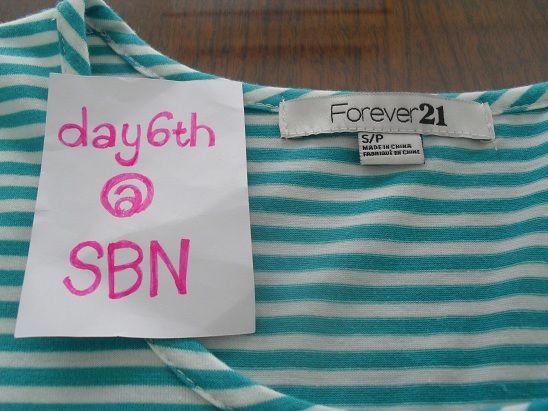 day6th
@
SBN
Forever21
S/P
MADE IN CHINA
FABRIQUÉ EN CHINE